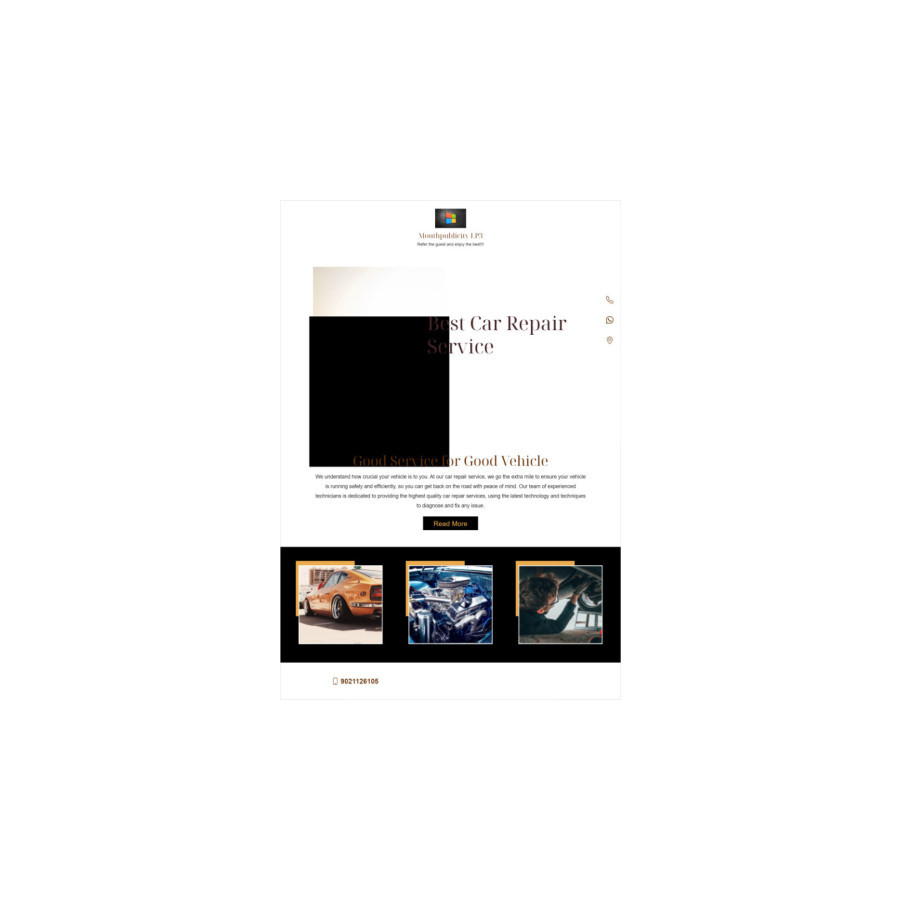 Mouthpublicity LP3
Refer the guest and enjoy the best!!!
Best Car Repair
Service
Good Service for Good Vehicle
We understand how crucial your vehicle is to you. At our car repair service, we go the extra mile to ensure your vehicle
is running safely and efficiently, so you can get back on the road with peace of mind. Our team of experienced
technicians is dedicated to providing the highest quality car repair services, using the latest technology and techniques
to diagnose and fix any issue.
Read More
9021126105